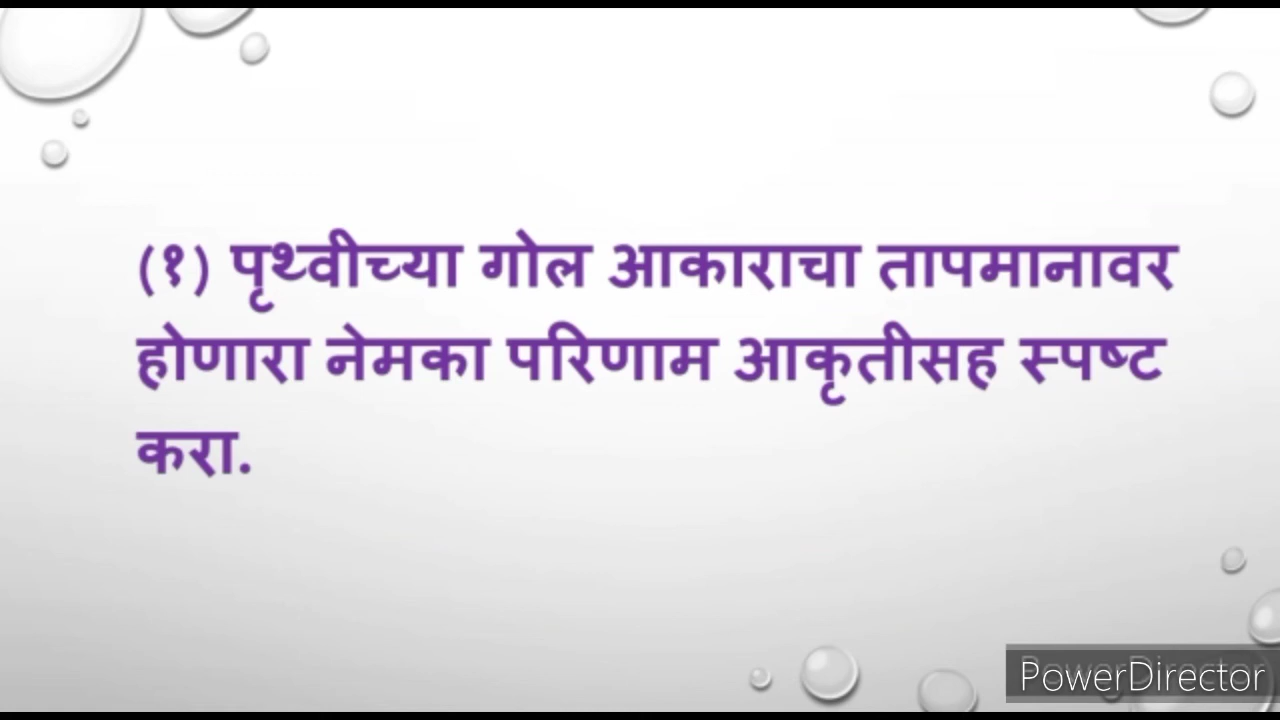 (१) पृथ्वीच्या गोल आकाराचा तापमानावर
होणारा नेमका परिणाम आकृतीसह स्पष्ट
करा.
PowerDirector